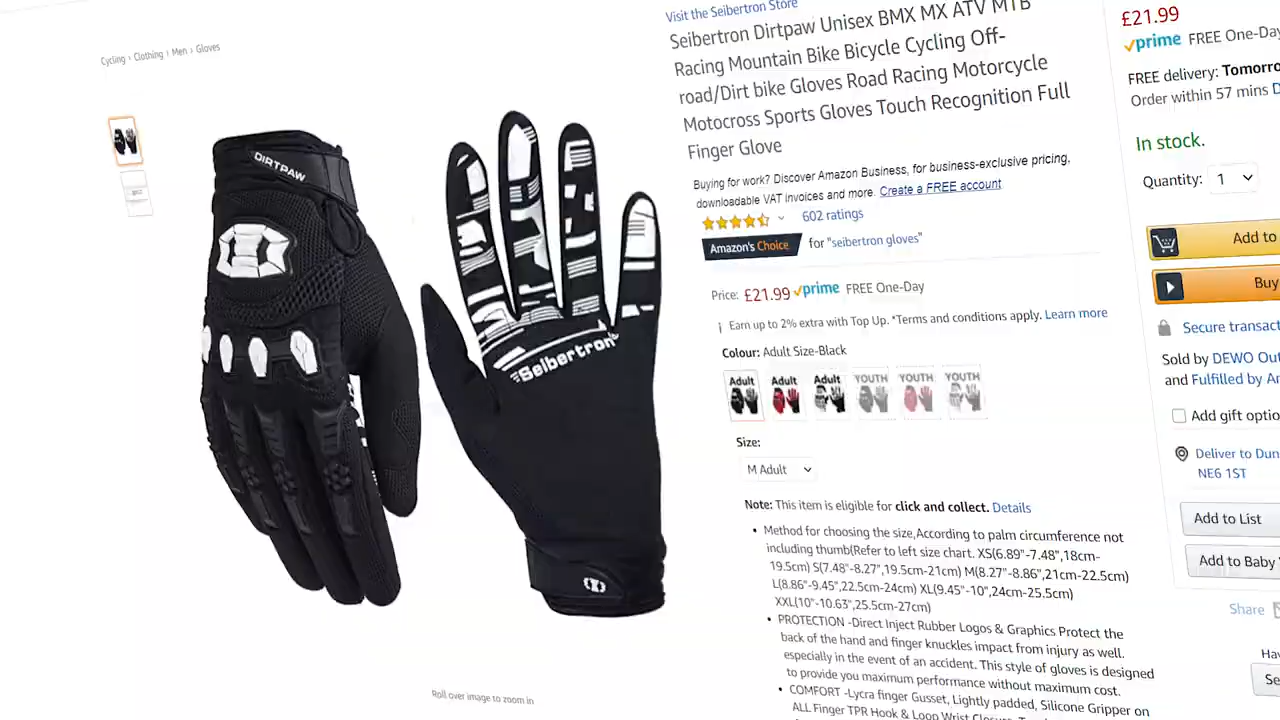 Cycling › Clothing › Men › Gloves
DIRTPAW
Seibertron
Roll over image to zoom in
Visit the Seibertron Store
Seibertron Dirtpaw Unisex BMX MX ATV MTB
Racing Mountain Bike Bicycle Cycling Off-
road/Dirt bike Gloves Road Racing Motorcycle
Motocross Sports Gloves Touch Recognition Full
Finger Glove
Buying for work? Discover Amazon Business, for business-exclusive pricing,
downloadable VAT invoices and more. Create a FREE account
602 ratings
Amazon's Choice for "seibertron gloves"
Price: £21.99 prime FREE One-Day
Earn up to 2% extra with Top Up. *Terms and conditions apply. Learn more
Colour: Adult Size-Black
Adult Adult Adult YOUTH YOUTH YOUTH
Size:
M Adult
Note: This item is eligible for click and collect. Details
• Method for choosing the size,According to palm circumference not
including thumb(Refer to left size chart. XS(6.89"-7.48",18cm-
19.5cm) S(7.48"-8.27",19.5cm-21cm) M(8.27"-8.86",21cm-22.5cm)
L(8.86"-9.45",22.5cm-24cm) XL(9.45"-10",24cm-25.5cm)
XXL(10"-10.63",25.5cm-27cm)
• PROTECTION -Direct Inject Rubber Logos & Graphics Protect the
back of the hand and finger knuckles impact from injury as well.
especially in the event of an accident. This style of gloves is designed
to provide you maximum performance without maximum cost.
• COMFORT -Lycra finger Gusset, Lightly padded, Silicone Gripper on
ALL Finger TPR Hook & Loop Wrist
£21.99
prime FREE One-Day
FREE delivery: Tomorro
Order within 57 mins D
In stock.
Quantity: 1
Add to
Buy
Secure transact
Sold by DEWO Out
and Fulfilled by Am
Add gift optio
Deliver to Dun
NE6 1ST
Add to List
Add to Baby
Share
Hav
Se